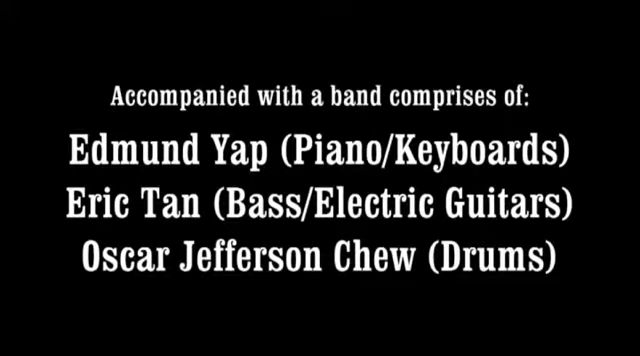 Accompanied with a band comprises of:
Edmund Yap (Piano/Keyboards)
Eric Tan (Bass/Electric Guitars)
Oscar Jefferson Chew (Drums)